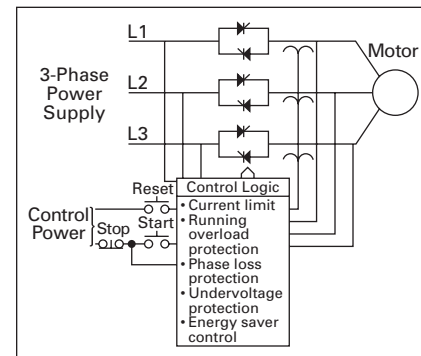 L1
Motor
3-Phase
Power
Supply
L2
L3
Reset
Control Logic
Control
Power
Stop
Start
• Current limit
• Running
overload
protection
• Phase loss
protection
• Undervoltage
protection
• Energy saver
control